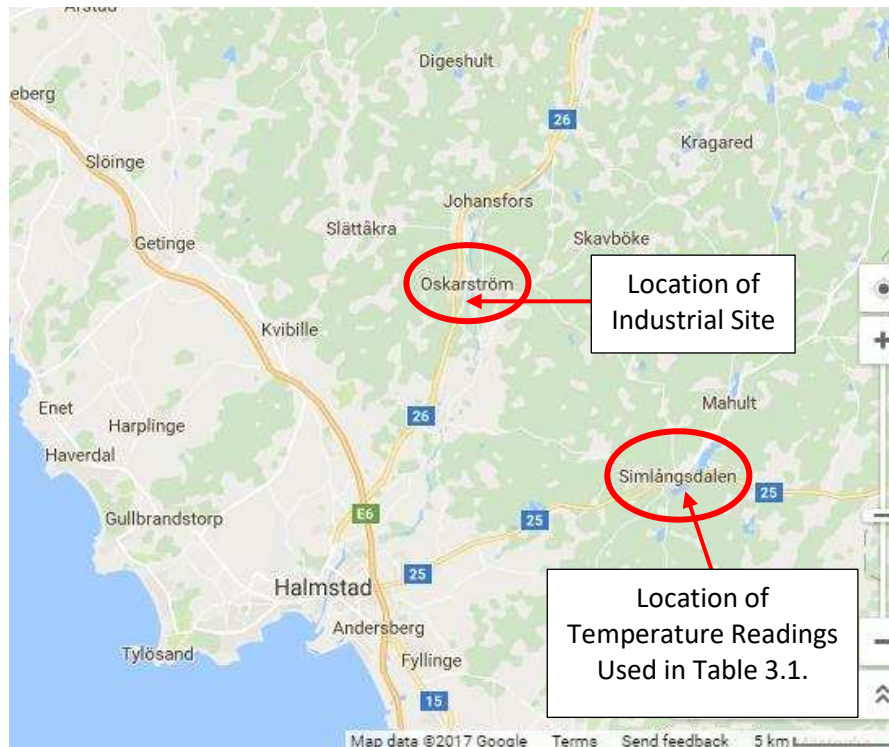 Digeshult
eberg
26
Kragared
Slöinge
Johansfors
Slättåkra
Skavböke
Getinge
Oskarström
Location of
Industrial Site
Kvibille
Mahult
Enet
26
Harplinge
Haverdal
Simlångsdalen
25
Gullbrandstorp
E6
25
25
Halmstad
Location of
Temperature Readings
Used in Table 3.1.
Andersberg
Tylösand
Fyllinge
15
Map data ©2017 Google Terms Send feedback 5 km